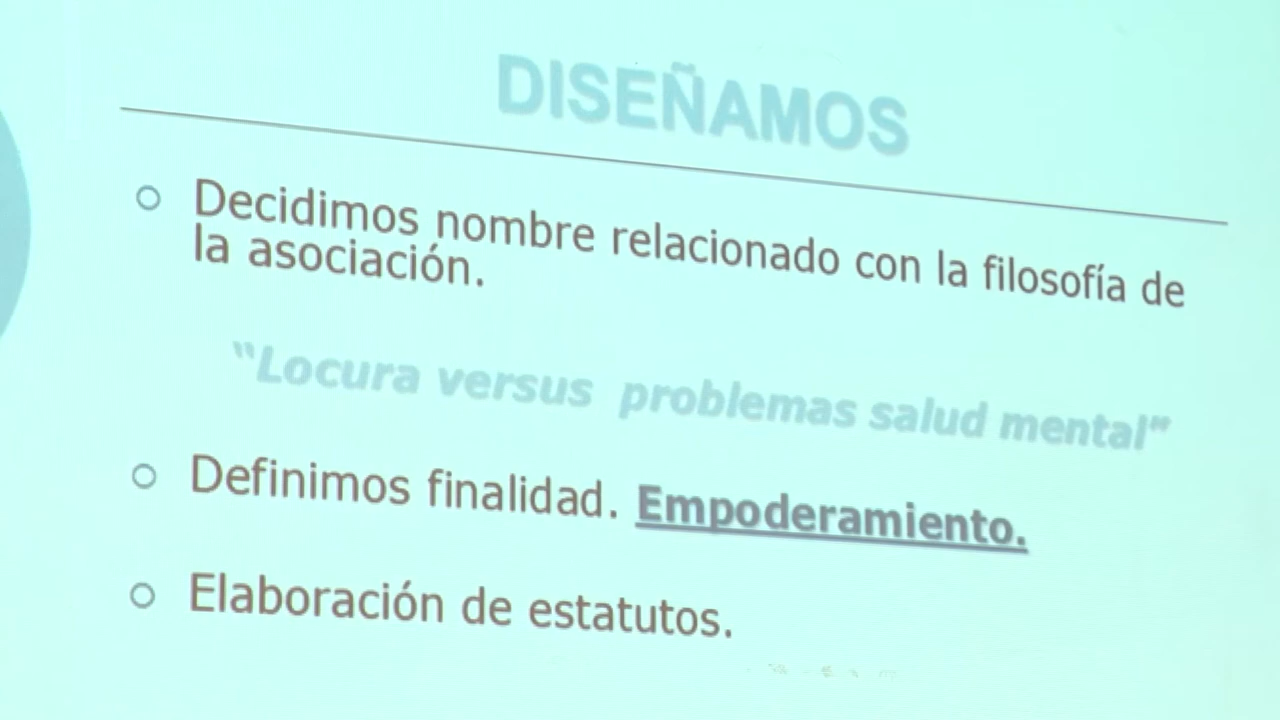 DISEÑAMOS
Decidimos nombre relacionado con la filosofía de
la asociación.
“Locura versus problemas salud mental”
Definimos finalidad. Empoderamiento.
Elaboración de estatutos.